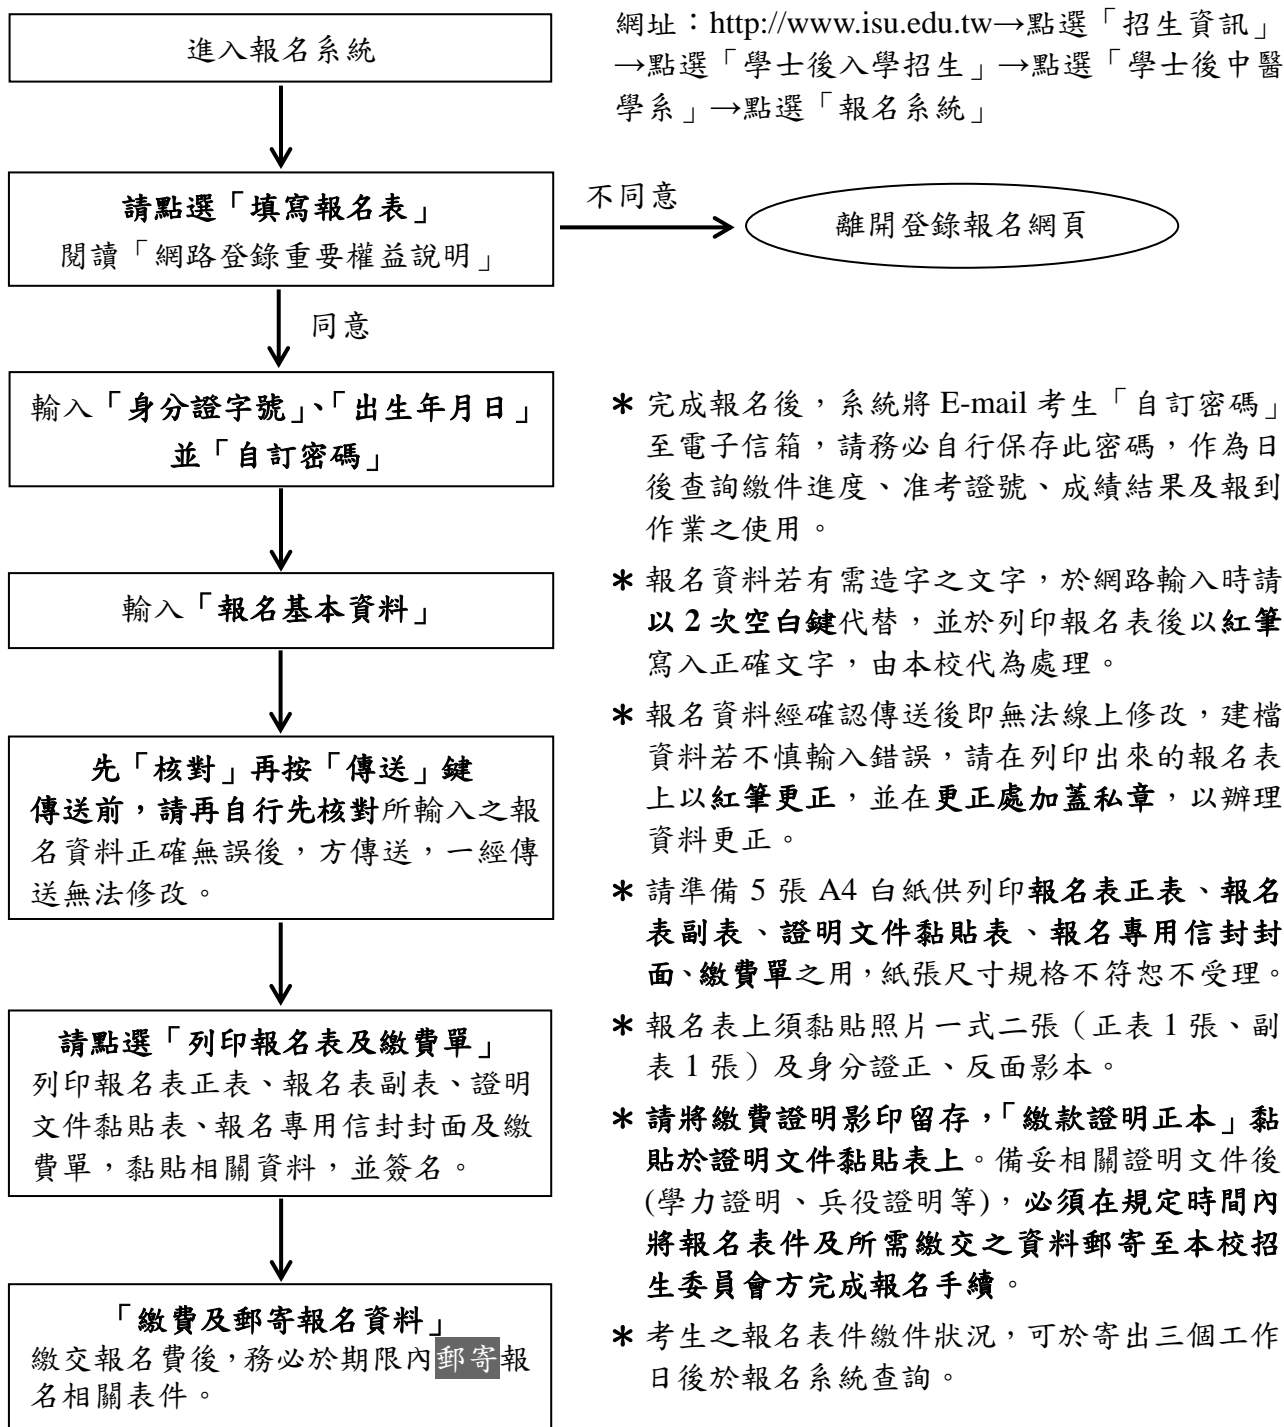 進入報名系統
網址：http://www.isu.edu.tw→點選「招生資訊」
→點選「學士後入學招生」→點選「學士後中醫
學系」→點選「報名系統」
請點選「填寫報名表」
閱讀「網路登錄重要權益說明」
不同意
離開登錄報名網頁
同意
輸入「身分證字號」、「出生年月日」
並「自訂密碼」
輸入「報名基本資料」
先「核對」再按「傳送」鍵
傳送前，請再自行先核對所輸入之報
名資料正確無誤後，方傳送，一經傳
送無法修改。
請點選「列印報名表及繳費單」
列印報名表正表、報名表副表、證明
文件黏貼表、報名專用信封封面及繳
費單，黏貼相關資料，並簽名。
「繳費及郵寄報名資料」
繳交報名費後，務必於期限內郵寄報
名相關表件。
＊完成報名後，系統將 E-mail 考生「自訂密碼」
至電子信箱，請務必自行保存此密碼，作為日
後查詢繳件進度、准考證號、成績結果及報到
作業之使用。
＊報名資料若有需造字之文字，於網路輸入時請
以 2 次空白鍵代替，並於列印報名表後以紅筆
寫入正確文字，由本校代為處理。
＊報名資料經確認傳送後即無法線上修改，建檔
資料若不慎輸入錯誤，請在列印出來的報名表
上以紅筆更正，並在更正處加蓋私章，以辦理
資料更正。
＊請準備 5 張 A4 白紙供列印報名表正表、報名
表副表、證明文件黏貼表、報名專用信封封
面、繳費單之用，紙張尺寸規格不符恕不受理。
＊報名表上須黏貼照片一式二張（正表 1 張、副
表 1 張）及身分證正、反面影本。
＊請將繳費證明影印留存，「繳款證明正本」黏
貼於證明文件黏貼表上。備妥相關證明文件後
(學力證明、兵役證明等)，必須在規定時間內
將報名表件及所需繳交之資料郵寄至本校招
生委員會方完成報名手續。
＊考生之報名表件繳件狀況，可於寄出三個工作
日後於報名系統查詢。